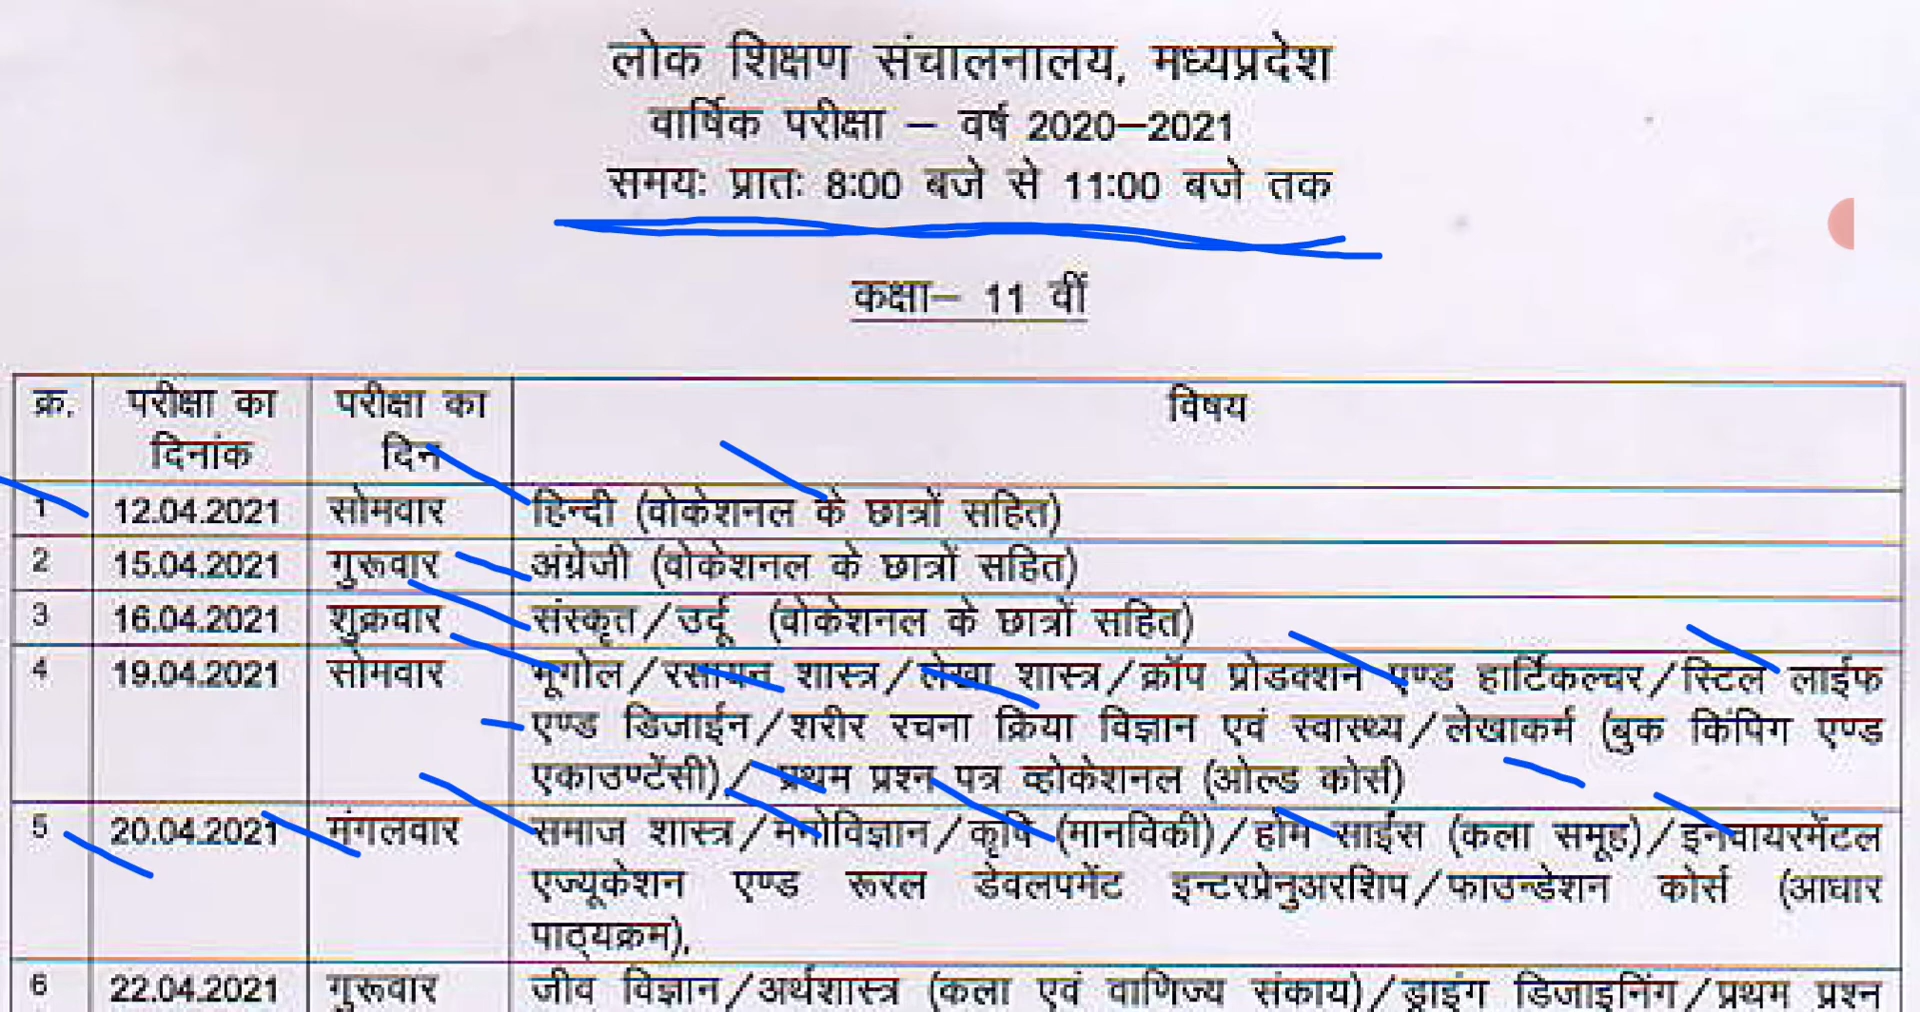 लोक शिक्षण संचालनालय, मध्यप्रदेश
वार्षिक परीक्षा – वर्ष 2020–2021
समयः प्रातः 8:00 बजे से 11:00 बजे तक
कक्षा– 11 वीं
क्र. परीक्षा का दिनांक परीक्षा का दिन विषय
1 12.04.2021 सोमवार हिन्दी (वोकेशनल के छात्रों सहित)
2 15.04.2021 गुरूवार अंग्रेजी (वोकेशनल के छात्रों सहित)
3 16.04.2021 शुक्रवार संस्कृत/उर्दू (वोकेशनल के छात्रों सहित)
4 19.04.2021 सोमवार भूगोल/रसायन शास्त्र/लेखा शास्त्र/क्रॉप प्रोडक्शन एण्ड हार्टिकल्चर/स्टिल लाईफ
एण्ड डिजाईन/शरीर रचना क्रिया विज्ञान एवं स्वास्थ्य/लेखाकर्म (बुक किंपिग एण्ड
एकाउण्टेंसी)/ प्रथम प्रश्न पत्र व्होकेशनल (ओल्ड कोर्स)
5 20.04.2021 मंगलवार समाज शास्त्र/मनोविज्ञान/कृषि (मानविकी)/होम साईंस (कला समूह)/इनवायरमेंटल
एज्यूकेशन एण्ड रूरल डेवलपमेंट इन्टरप्रेनुअरशिप/फाउन्डेशन कोर्स (आधार
पाठ्यक्रम),
6 22.04.2021 गुरूवार जीव विज्ञान/अर्थशास्त्र (कला एवं वाणिज्य संकाय)/ड्राइंग डिजाइनिंग/प्रथम प्रश्न